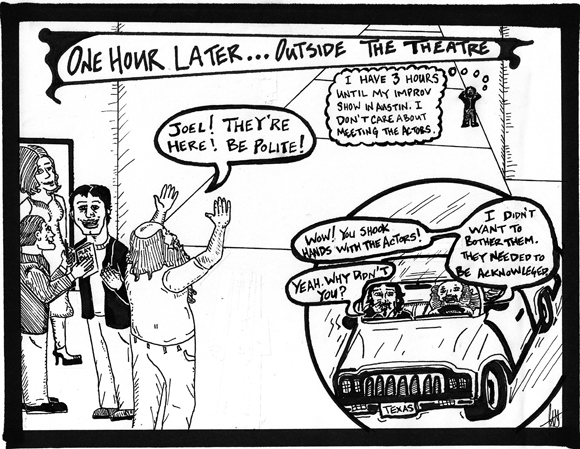 ONE HOUR LATER... OUTSIDE THE THEATRE
I HAVE 3 HOURS
UNTIL MY IMPROV
SHOW IN AUSTIN. I
DON'T CARE ABOUT
MEETING THE ACTORS.
JOEL! THEY'RE
HERE! BE POLITE!
WOW! YOU SHOOK
HANDS WITH THE ACTORS!
YEAH. WHY DIDN'T
YOU?
I DIDN'T
WANT TO
BOTHER THEM.
THEY NEEDED TO
BE
TEXAS